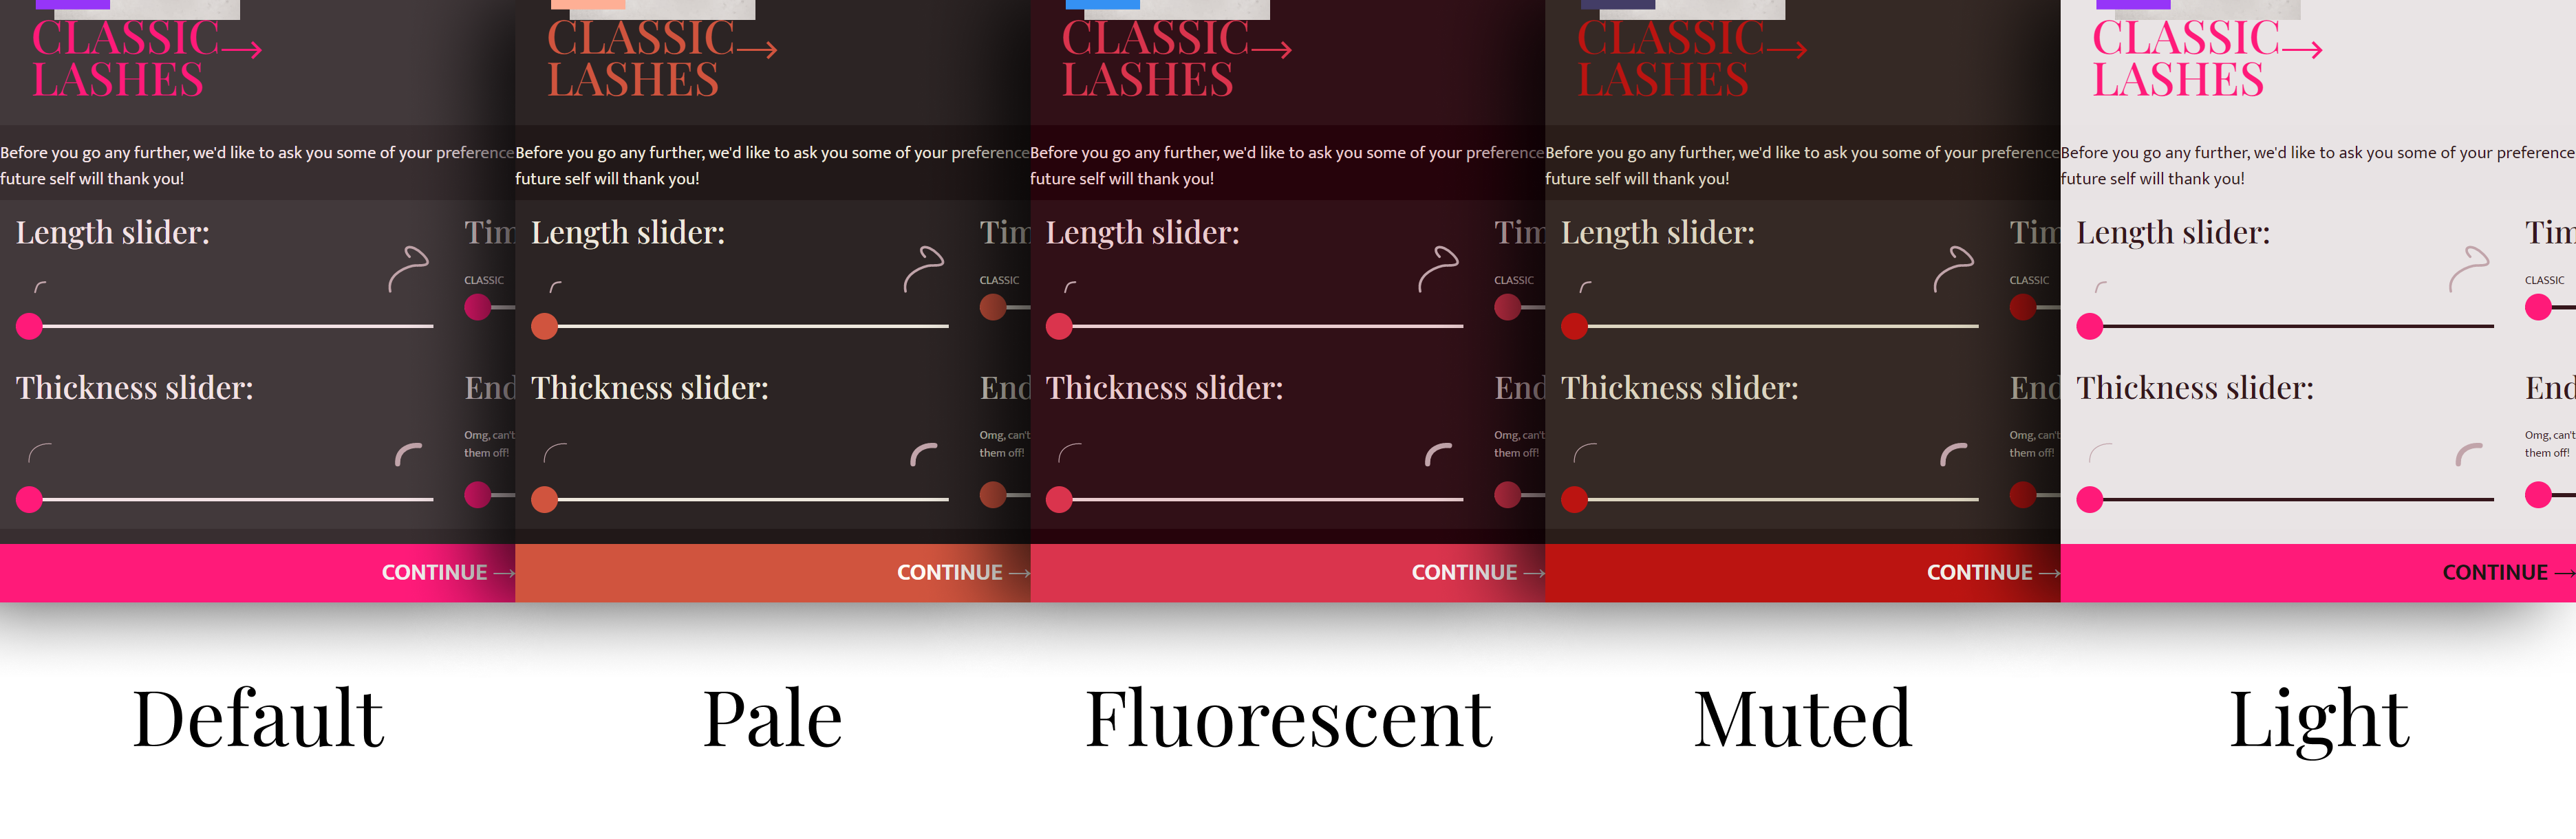 CLASSIC→
LASHES
Before you go any further, we'd like to ask you some of your preference
future self will thank you!
Length slider:
Tim
CLASSIC
Thickness slider:
End
Omg, can't
them off!
CONTINUE →
Default
CLASSIC→
LASHES
Before you go any further, we'd like to ask you some of your preference
future self will thank you!
Length slider:
Tim
CLASSIC
Thickness slider:
End
Omg, can't
them off!
CONTINUE →
Pale
CLASSIC→
LASHES
Before you go any further, we'd like to ask you some of your preference
future self will thank you!
Length slider:
Tim
CLASSIC
Thickness slider:
End
Omg, can't
them off!
CONTINUE →
Fluorescent
CLASSIC→
LASHES
Before you go any further, we'd like to ask you some of your preference
future self will thank you!
Length slider:
Tim
CLASSIC
Thickness slider:
End
Omg, can't
them off!
CONTINUE →
Muted
CLASSIC→
LASHES
Before you go any further, we'd like to ask you some of your preference
future self will thank you!
Length slider:
Tim
CLASSIC
Thickness slider:
End
Omg, can't
them off!
CONTINUE →
Light